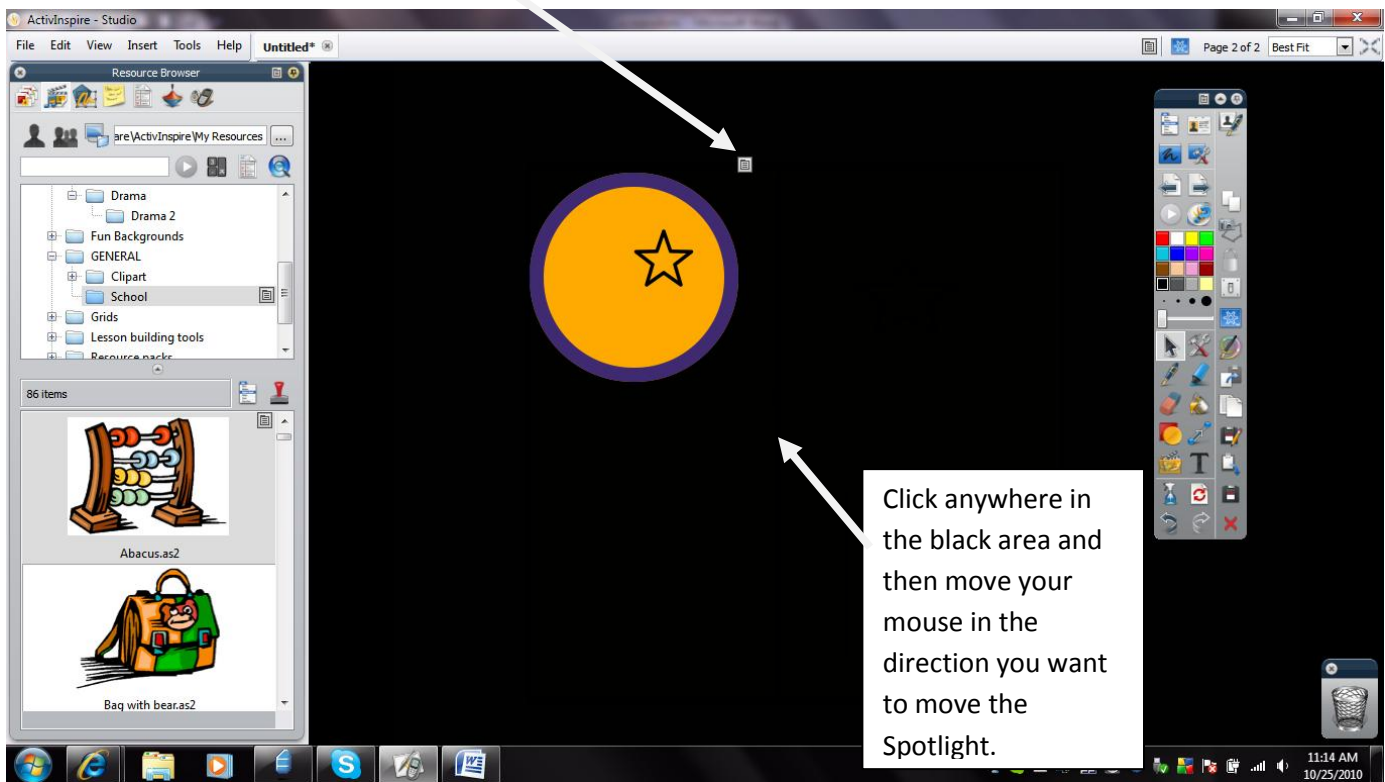 ActivInspire - Studio
File Edit View Insert Tools Help Untitled*
Page 2 of 2 Best Fit
Resource Browser
are\ActivInspire\My Resources ...
Drama
Drama 2
Fun Backgrounds
GENERAL
Clipart
School
Grids
Lesson building tools
Resource packs
86 items
Abacus.as2
Bag with bear.as2
Click anywhere in
the black area and
then move your
mouse in the
direction you want
to move the
Spotlight.
11:14 AM
10/25/2010